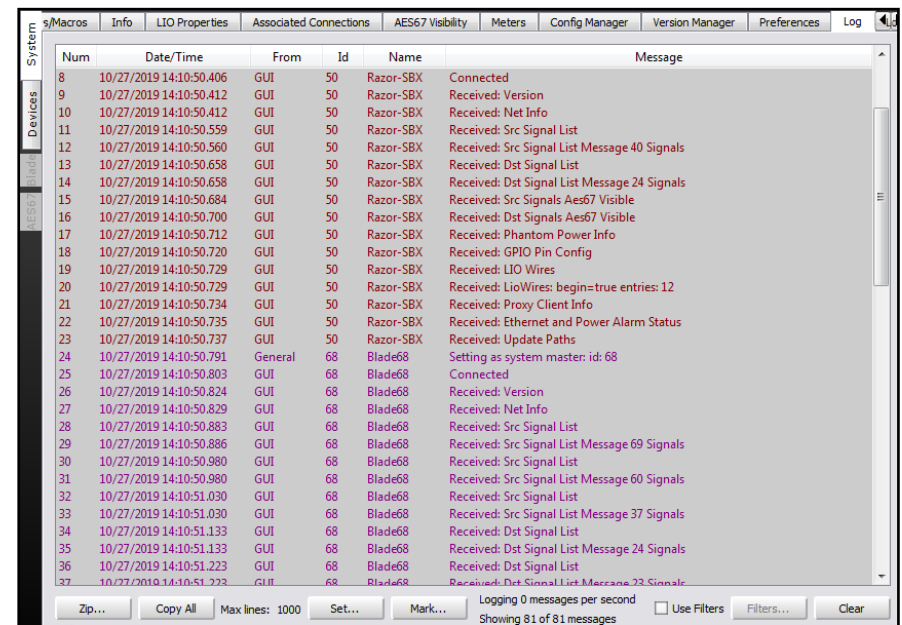 s/Macros Info LIO Properties Associated Connections AES67 Visibility Meters Config Manager Version Manager Preferences Log
System
Devices
Blade
AES67
Num Date/Time From Id Name Message
8 10/27/2019 14:10:50.406 GUI 50 Razor-SBX Connected
9 10/27/2019 14:10:50.412 GUI 50 Razor-SBX Received: Version
10 10/27/2019 14:10:50.412 GUI 50 Razor-SBX Received: Net Info
11 10/27/2019 14:10:50.559 GUI 50 Razor-SBX Received: Src Signal List
12 10/27/2019 14:10:50.560 GUI 50 Razor-SBX Received: Src Signal List Message 40 Signals
13 10/27/2019 14:10:50.658 GUI 50 Razor-SBX Received: Dst Signal List
14 10/27/2019 14:10:50.658 GUI 50 Razor-SBX Received: Dst Signal List Message 24 Signals
15 10/27/2019 14:10:50.684 GUI 50 Razor-SBX Received: Src Signals Aes67 Visible
16 10/27/2019 14:10:50.700 GUI 50 Razor-SBX Received: Dst Signals Aes67 Visible
17 10/27/2019 14:10:50.712 GUI 50 Razor-SBX Received: Phantom Power Info
18 10/27/2019 14:10:50.720 GUI 50 Razor-SBX Received: GPIO Pin Config
19 10/27/2019 14:10:50.729 GUI 50 Razor-SBX Received: LIO Wires
20 10/27/2019 14:10:50.729 GUI 50 Razor-SBX Received: LioWires: begin=true entries: 12
21 10/27/2019 14:10:50.734 GUI 50 Razor-SBX Received: Proxy Client Info
22 10/27/2019 14:10:50.735 GUI 50 Razor-SBX Received: Ethernet and Power Alarm Status
23 10/27/2019 14:10:50.737 GUI 50 Razor-SBX Received: Update Paths
24 10/27/2019 14:10:50.791 General 68 Blade68 Setting as system master: id: 68
25 10/27/2019 14:10:50.803 GUI 68 Blade68 Connected
26 10/27/2019 14:10:50.824 GUI 68 Blade68 Received: Version
27 10/27/2019 14:10:50.829 GUI 68 Blade68 Received: Net Info
28 10/27/2019 14:10:50.883 GUI 68 Blade68 Received: Src Signal List
29 10/27/2019 14:10:50.886 GUI 68 Blade68 Received: Src Signal List Message 69 Signals
30 10/27/2019 14:10:50.980 GUI 68 Blade68 Received: Src Signal List
31 10/27/2019 14:10:50.980 GUI 68 Blade68 Received: Src Signal List Message 60 Signals
32 10/27/2019 14:10:51.030 GUI 68 Blade68 Received: Src Signal List
33 10/27/2019 14:10:51.030 GUI 68 Blade68 Received: Src Signal List Message 37 Signals
34 10/27/2019 14:10:51.133 GUI 68 Blade68 Received: Dst Signal List
35 10/27/2019 14:10:51.133 GUI 68 Blade68 Received: Dst Signal List Message 24 Signals
36 10/27/2019 14:10:51.223 GUI 68 Blade68 Received: Dst Signal List
37 10/27/2019 14:10:51.223 GUI 68 Blade68 Received: Dst Signal List Message 23 Signals
Zip... Copy All Max lines: 1000 Set... Mark... Logging 0 messages per second Use Filters Filters... Clear
Showing 81 of 81 messages